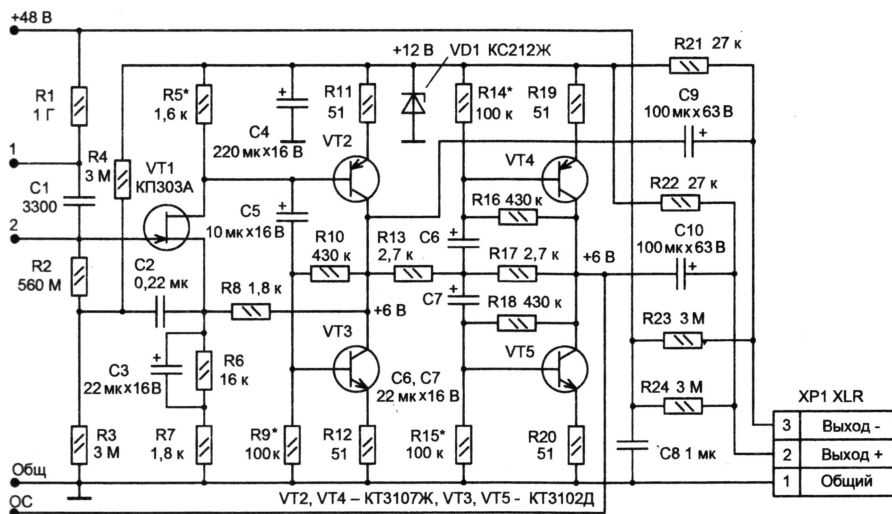 +48 В
R1
1 Г
1
C1
3300
2
R2
560 М
R4
3 М
R5*
1,6 к
VT1
КП303А
C2
0,22 мк
C3
22 мк×16В
R3
3 М
R6
16 к
R7
1,8 к
R8 1,8 к
C4
220 мк×16 В
C5
10 мк×16В
R9*
100к
R10
430 к
R11
51
VT2
+12 В
VD1 КС212Ж
R13
2,7 к
+6 В
VT3
R12
51
C6, C7
22 мк×16 В
C6
C7
R14*
100 к
R16 430 к
R17 2,7 к
R18 430 к
R15*
100 к
R19
51
VT4
+6 В
VT5
R20
51
R21 27 к
C9
100 мк×63 В
R22 27 к
C10
100 мк×63 В
R23 3 М
R24 3 М
C8 1 мк
XP1 XLR
3 Выход -
2 Выход +
1 Общий
Общ
ОС
VT2, VT4 – КТ3107Ж, VT3, VT5 - КТ3102Д